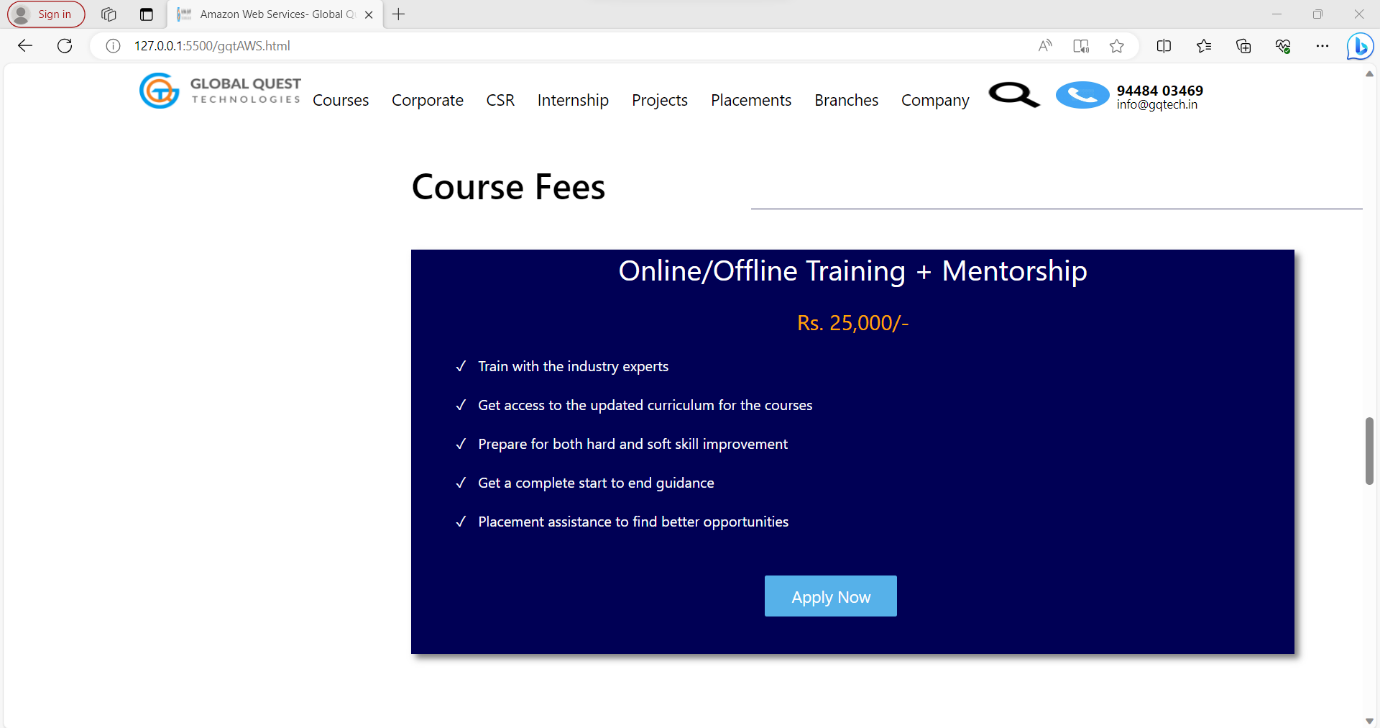 Sign in
Amazon Web Services- Global Q
127.0.0.1:5500/gqtAWS.html
GLOBAL QUEST
TECHNOLOGIES
Courses Corporate CSR Internship Projects Placements Branches Company
94484 03469
info@gqtech.in
Course Fees
Online/Offline Training + Mentorship
Rs. 25,000/-
✓ Train with the industry experts
✓ Get access to the updated curriculum for the courses
✓ Prepare for both hard and soft skill improvement
✓ Get a complete start to end guidance
✓ Placement assistance to find better opportunities
Apply Now